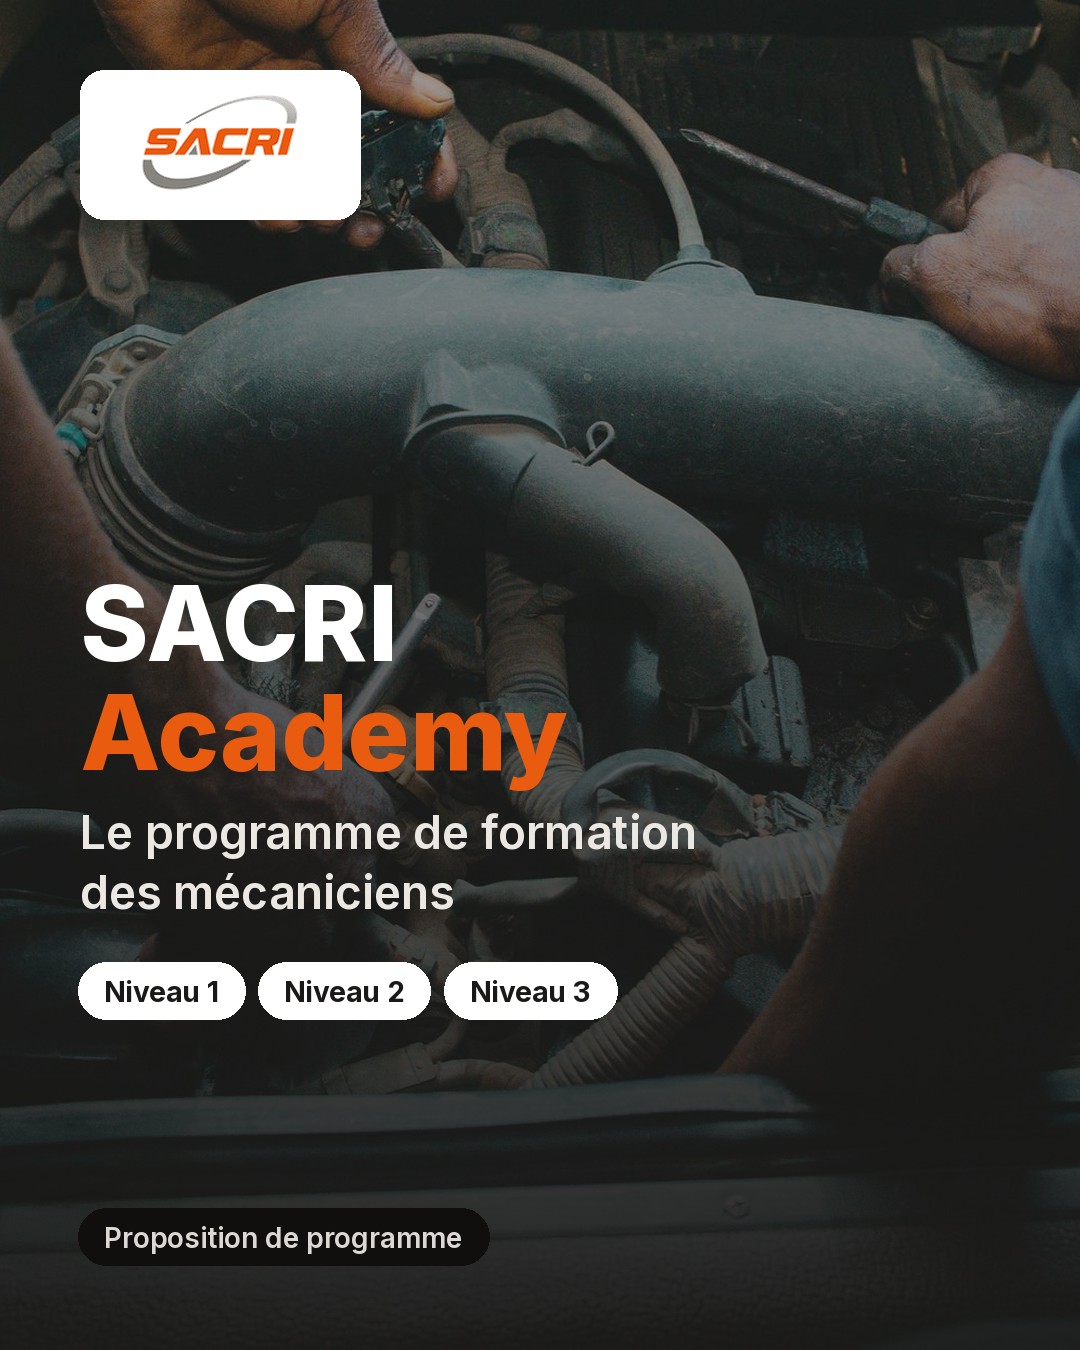 SACRI
SACRI
Academy
Le programme de formation
des mécaniciens
Niveau 1 Niveau 2 Niveau 3
Proposition de programme